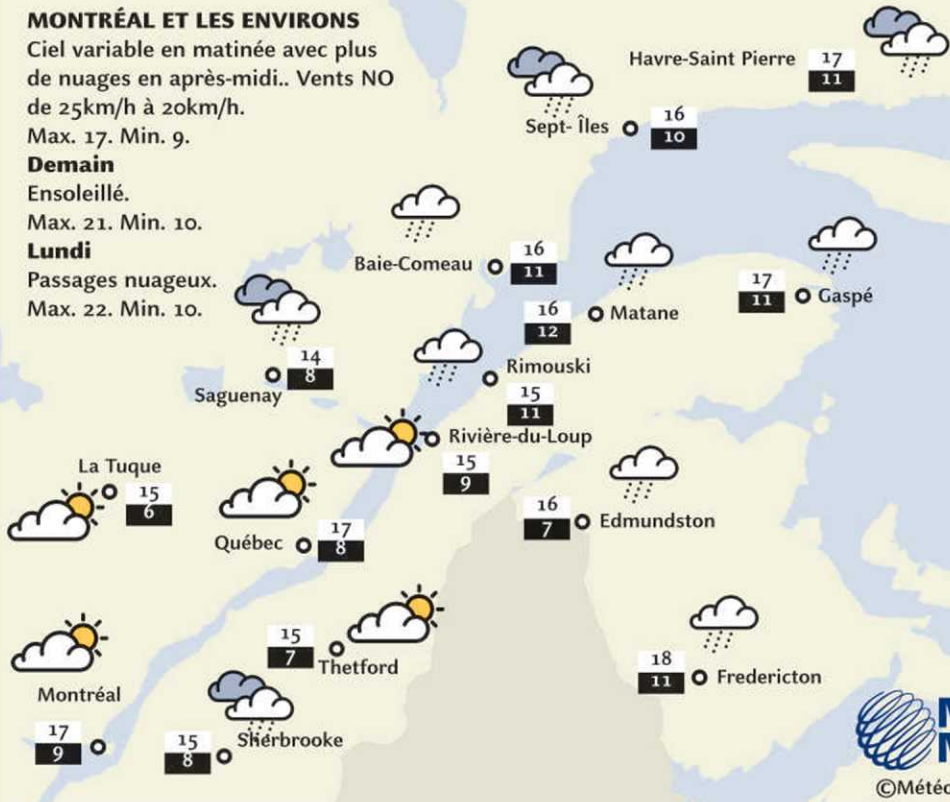 MONTRÉAL ET LES ENVIRONS
Ciel variable en matinée avec plus
de nuages en après-midi.. Vents NO
de 25km/h à 20km/h.
Max. 17. Min. 9.
Demain
Ensoleillé.
Max. 21. Min. 10.
Lundi
Passages nuageux.
Max. 22. Min. 10.
Havre-Saint Pierre
17
11
Sept- Îles
16
10
Baie-Comeau
16
11
Matane
16
12
Gaspé
17
11
Saguenay
14
8
Rimouski
15
11
Rivière-du-Loup
15
9
La Tuque
15
6
Québec
17
8
Edmundston
16
7
Thetford
15
7
Fredericton
18
11
Montréal
17
9
Sherbrooke
15
8
M
M
©Météo